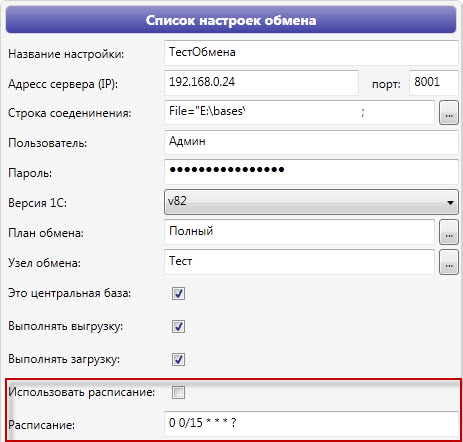 Список настроек обмена
Название настройки: ТестОбмена
Адресс сервера (IP): 192.168.0.24 порт: 8001
Строка соеденинения: File="E:\bases\ ; ...
Пользователь: Админ
Пароль: ●●●●●●●●●●●●●●●●
Версия 1С: v82
План обмена: Полный ...
Узел обмена: Тест ...
Это центральная база:
Выполнять выгрузку:
Выполнять загрузку:
Использовать расписание:
Расписание: 0 0/15 * * * ?